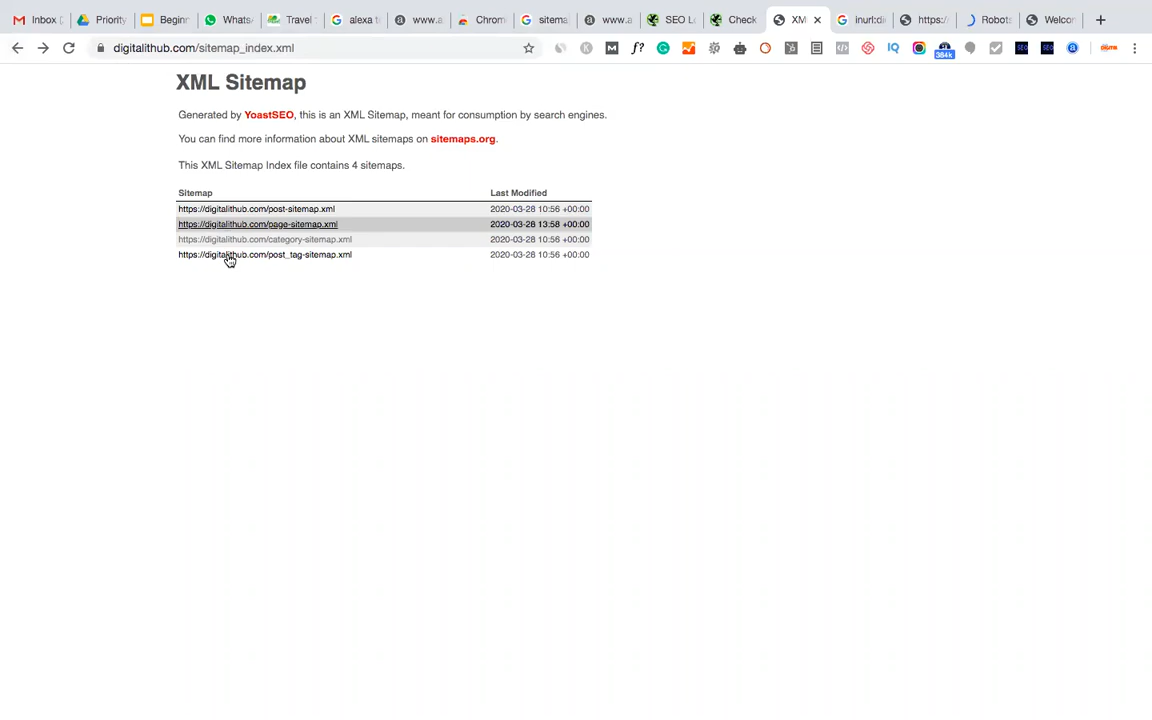 Inbox (
Priority
Beginn
Whats
Travel
alexa t
www.a
Chrom
sitema
www.a
SEO Lo
Check
XM
inurl:di
https:/
Robots
Welco
digitalithub.com/sitemap_index.xml
384k
XML Sitemap
Generated by YoastSEO, this is an XML Sitemap, meant for consumption by search engines.
You can find more information about XML sitemaps on sitemaps.org.
This XML Sitemap Index file contains 4 sitemaps.
Sitemap Last Modified
https://digitalithub.com/post-sitemap.xml 2020-03-28 10:56 +00:00
https://digitalithub.com/page-sitemap.xml 2020-03-28 13:58 +00:00
https://digitalithub.com/category-sitemap.xml 2020-03-28 10:56 +00:00
https://digitalithub.com/post_tag-sitemap.xml 2020-03-28 10:56 +00:00